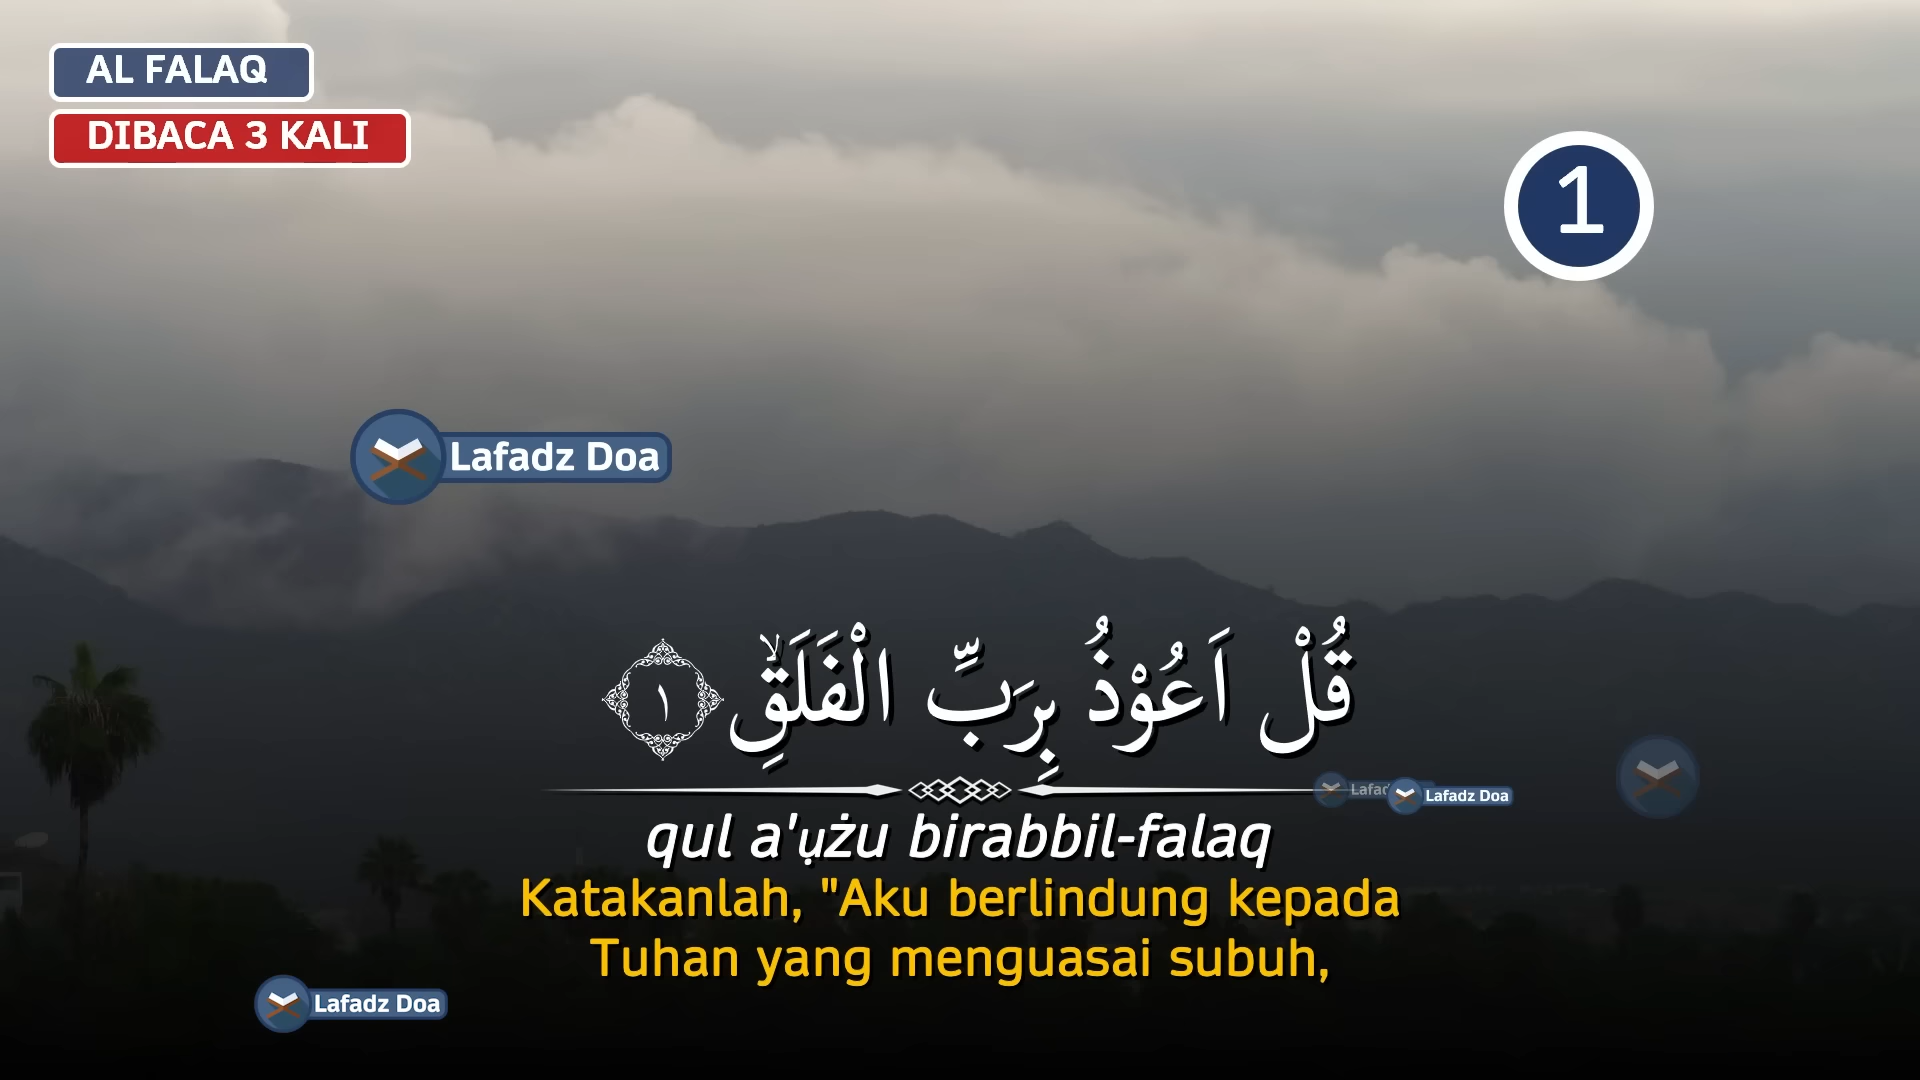 AL FALAQ
DIBACA 3 KALI
1
Lafadz Doa
قُلْ اَعُوْذُ بِرَبِّ الْفَلَقِۙ ١
Lafadz Doa
qul a'ụżu birabbil-falaq
Katakanlah, "Aku berlindung kepada
Tuhan yang menguasai subuh,
Lafadz Doa